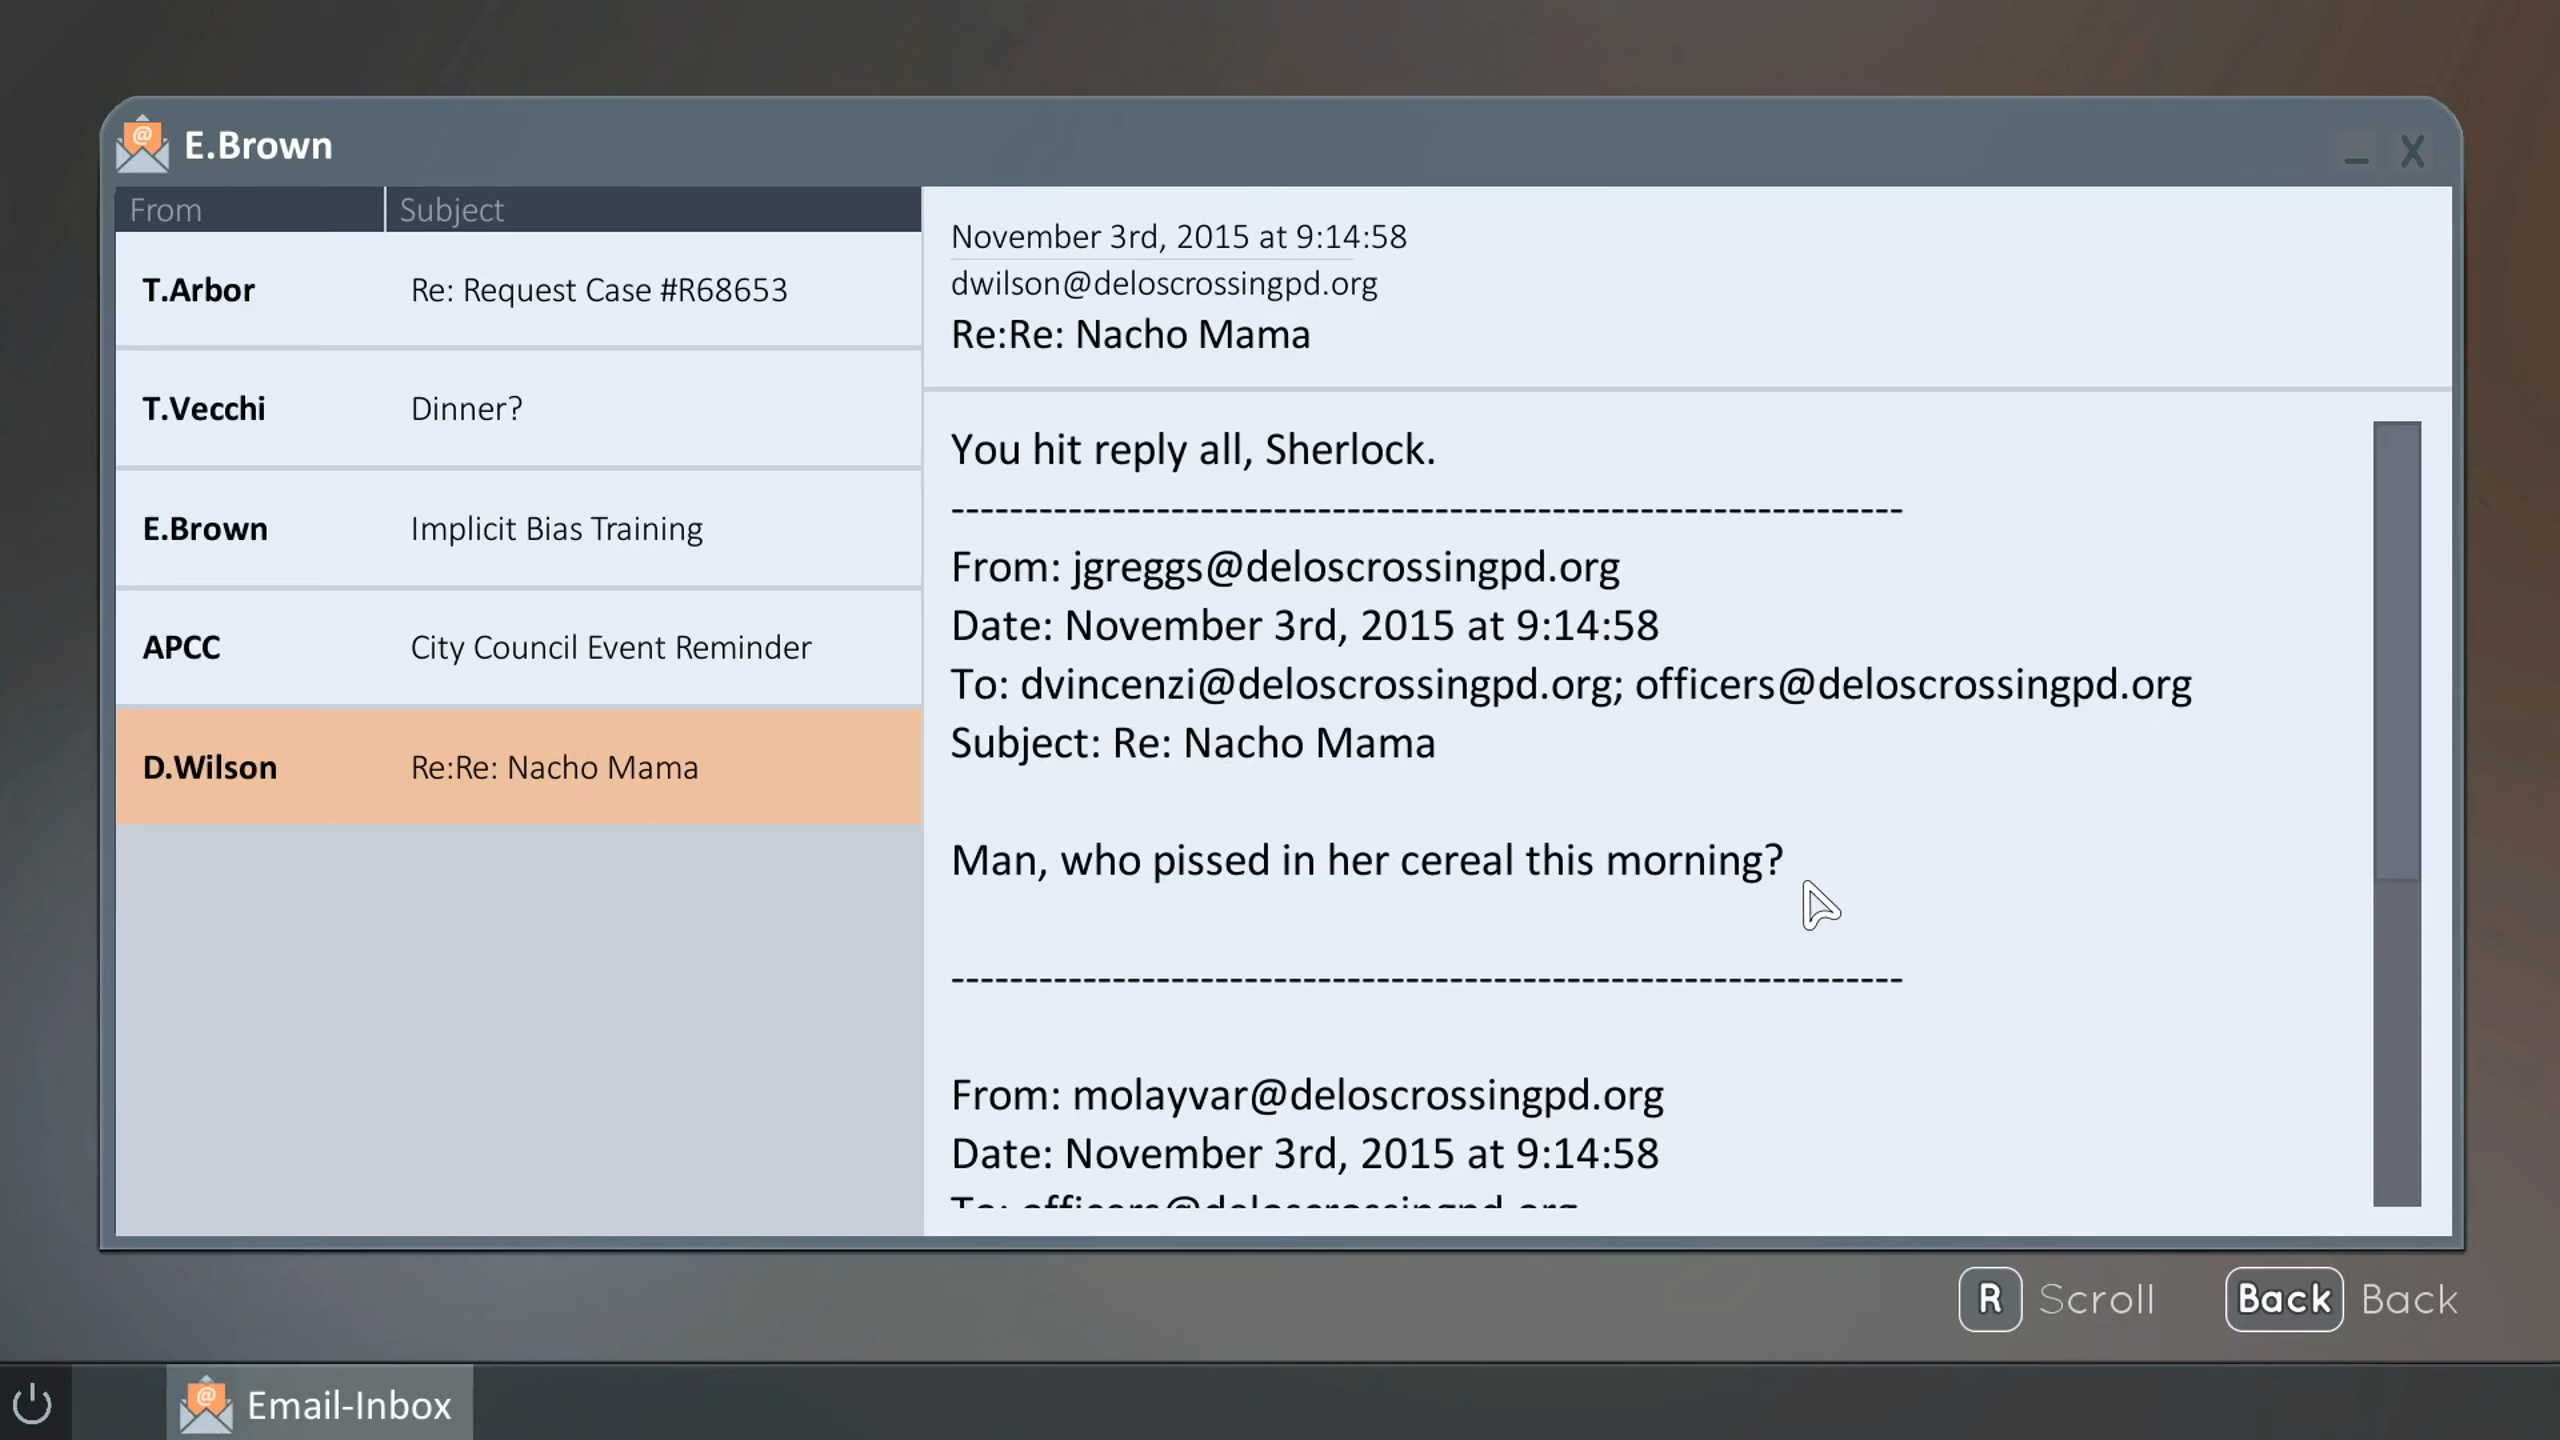 E.Brown
From Subject
T.Arbor Re: Request Case #R68653
T.Vecchi Dinner?
E.Brown Implicit Bias Training
APCC City Council Event Reminder
D.Wilson Re:Re: Nacho Mama
November 3rd, 2015 at 9:14:58
dwilson@deloscrossingpd.org
Re:Re: Nacho Mama
You hit reply all, Sherlock.
-----------------------------------------------------------------
From: jgreggs@deloscrossingpd.org
Date: November 3rd, 2015 at 9:14:58
To: dvincenzi@deloscrossingpd.org; officers@deloscrossingpd.org
Subject: Re: Nacho Mama
Man, who pissed in her cereal this morning?
-----------------------------------------------------------------
From: molayvar@deloscrossingpd.org
Date: November 3rd, 2015 at 9:14:58
To: officers@deloscrossingpd.org
R Scroll Back Back
Email-Inbox